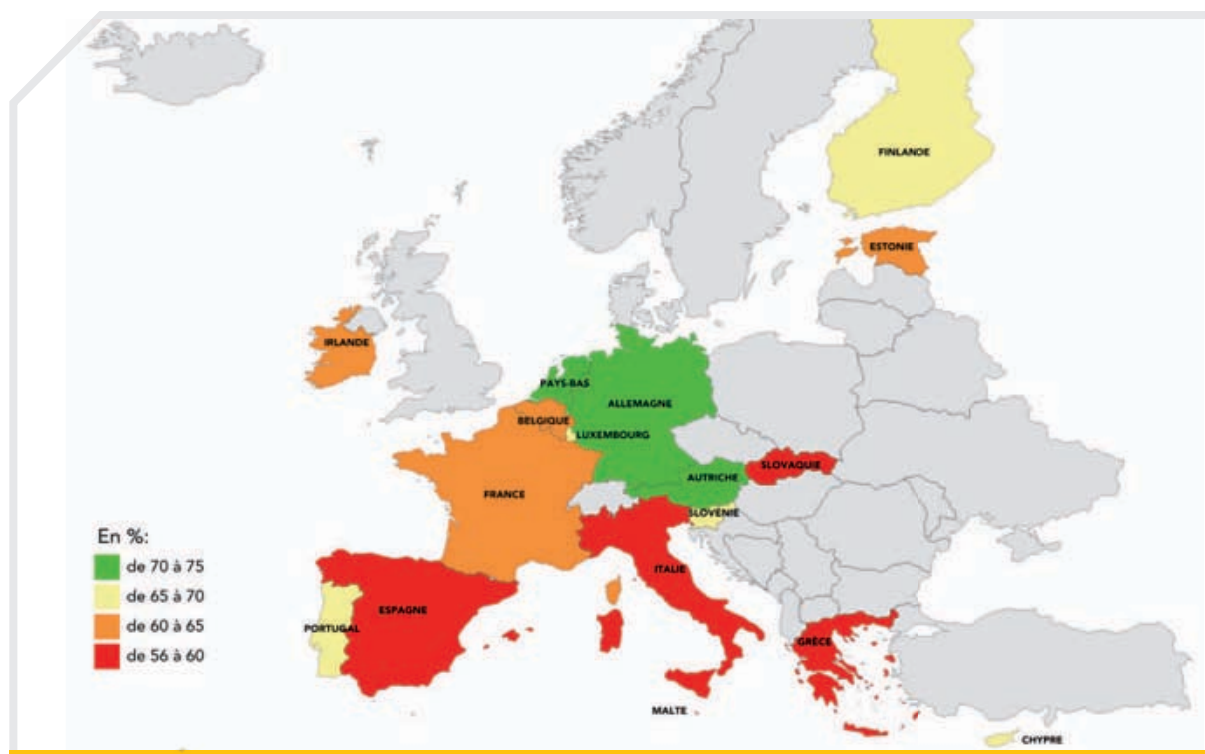 FINLANDE
ESTONIE
IRLANDE
PAYS-BAS
ALLEMAGNE
BELGIQUE
LUXEMBOURG
SLOVAQUIE
AUTRICHE
FRANCE
SLOVÉNIE
En %:
de 70 à 75
de 65 à 70
de 60 à 65
de 56 à 60
ITALIE
ESPAGNE
PORTUGAL
GRÈCE
MALTE
CHYPRE